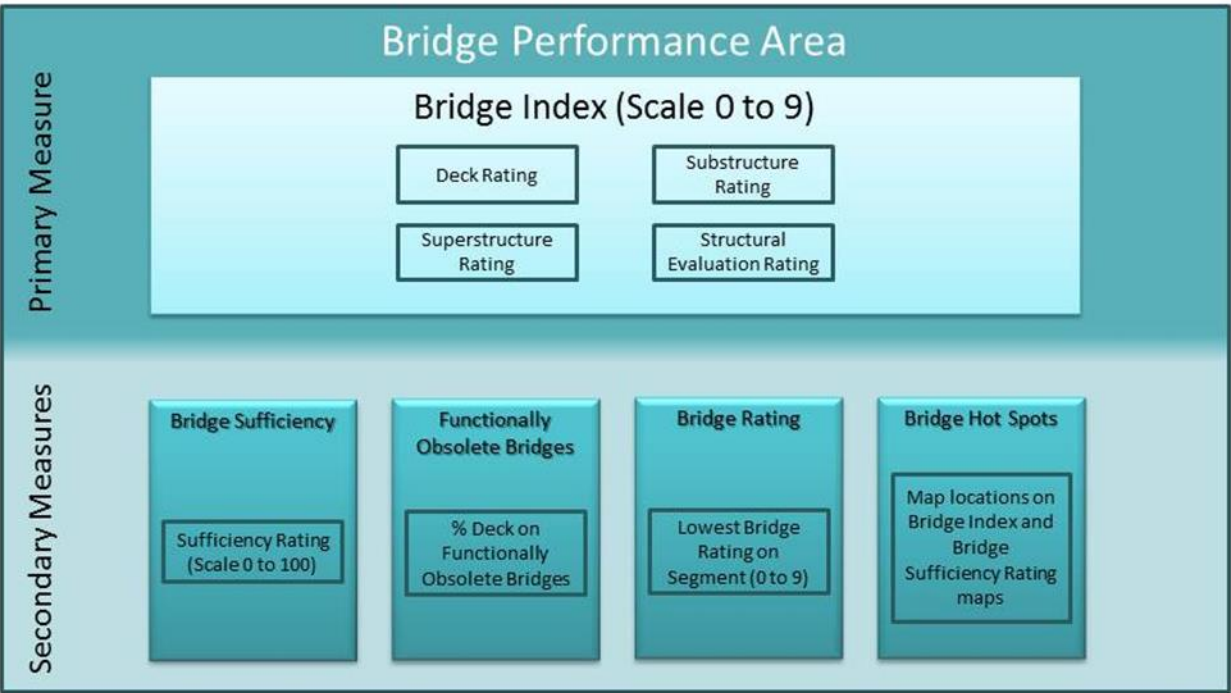 Bridge Performance Area
Primary Measure
Bridge Index (Scale 0 to 9)
Deck Rating
Substructure
Rating
Superstructure
Rating
Structural
Evaluation Rating
Secondary Measures
Bridge Sufficiency
Sufficiency Rating
(Scale 0 to 100)
Functionally
Obsolete Bridges
% Deck on
Functionally
Obsolete Bridges
Bridge Rating
Lowest Bridge
Rating on
Segment (0 to 9)
Bridge Hot Spots
Map locations on
Bridge Index and
Bridge
Sufficiency Rating
maps